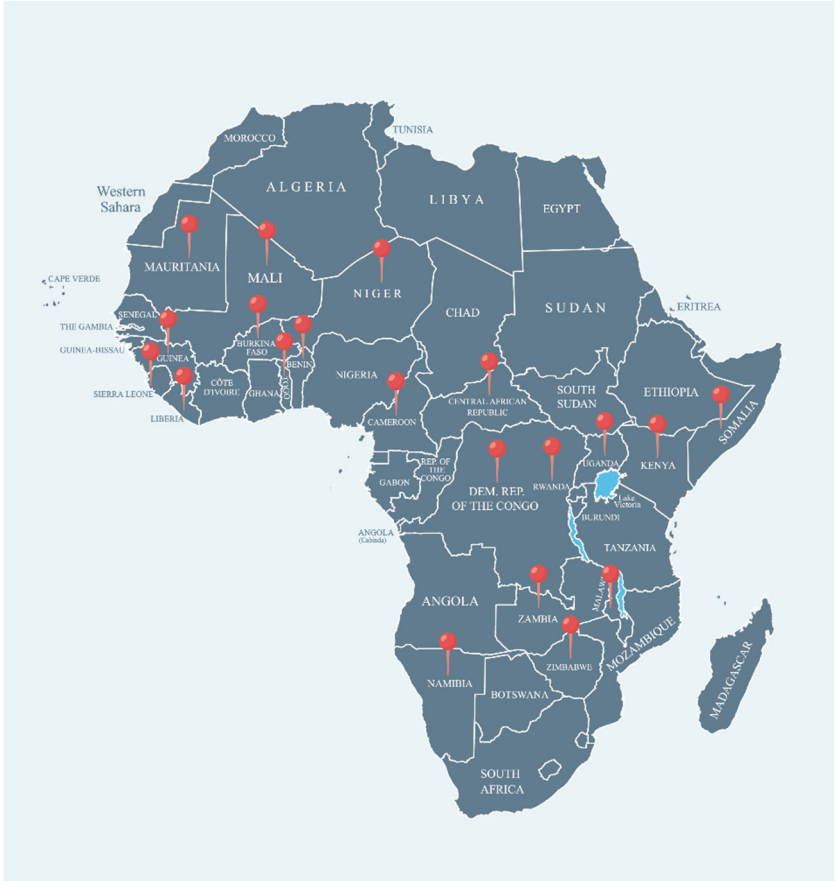 MOROCCO
TUNISIA
ALGERIA
LIBYA
EGYPT
Western
Sahara
MAURITANIA
MALI
NIGER
CHAD
SUDAN
ERITREA
CAPE VERDE
SENEGAL
THE GAMBIA
GUINEA-BISSAU
GUINEA
SIERRA LEONE
LIBERIA
CÔTE
D'IVOIRE
BURKINA
FASO
GHANA
TOGO
BENIN
NIGERIA
CAMEROON
CENTRAL AFRICAN
REPUBLIC
SOUTH
SUDAN
ETHIOPIA
SOMALIA
UGANDA
KENYA
GABON
REP. OF
THE
CONGO
DEM. REP.
OF THE CONGO
RWANDA
Lake
Victoria
BURUNDI
TANZANIA
ANGOLA
(Cabinda)
ANGOLA
ZAMBIA
MALAW
MOZAMBIQUE
ZIMBABWE
NAMIBIA
BOTSWANA
MADAGASCAR
SOUTH
AFRICA